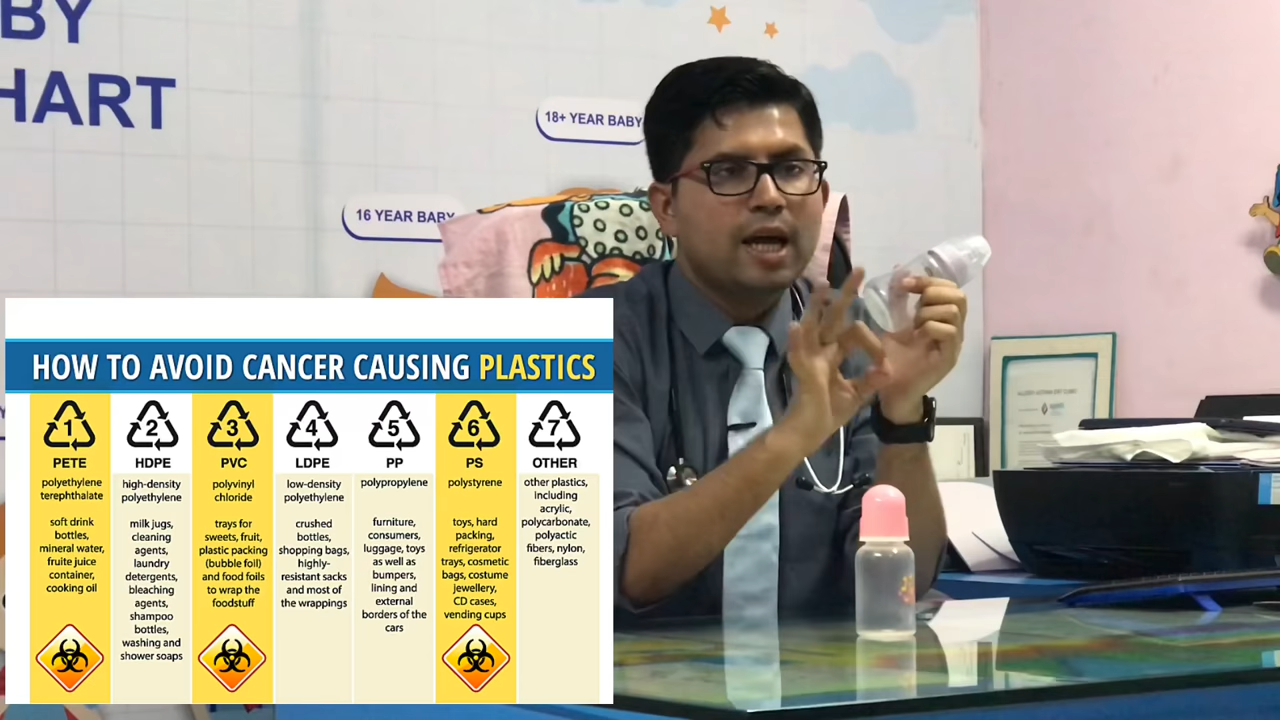 BY
HART
18+ YEAR BABY
16 YEAR BABY
HOW TO AVOID CANCER CAUSING PLASTICS
1
PETE
polyethylene
terephthalate
soft drink
bottles,
mineral water,
fruite juice
container,
cooking oil
2
HDPE
high-density
polyethylene
milk jugs,
cleaning
agents,
laundry
detergents,
bleaching
agents,
shampoo
bottles,
washing and
shower soaps
3
PVC
polyvinyl
chloride
trays for
sweets, fruit,
plastic packing
(bubble foil)
and food foils
to wrap the
foodstuff
4
LDPE
low-density
polyethylene
crushed
bottles,
shopping bags,
highly-
resistant sacks
and most of
the wrappings
5
PP
polypropylene
furniture,
consumers,
luggage, toys
as well as
bumpers,
lining and
external
borders of the
cars
6
PS
polystyrene
toys, hard
packing,
refrigerator
trays, cosmetic
bags, costume
jewellery,
CD cases,
vending cups
7
OTHER
other plastics,
including
acrylic,
polycarbonate,
polyactic
fibers, nylon,
fiberglass